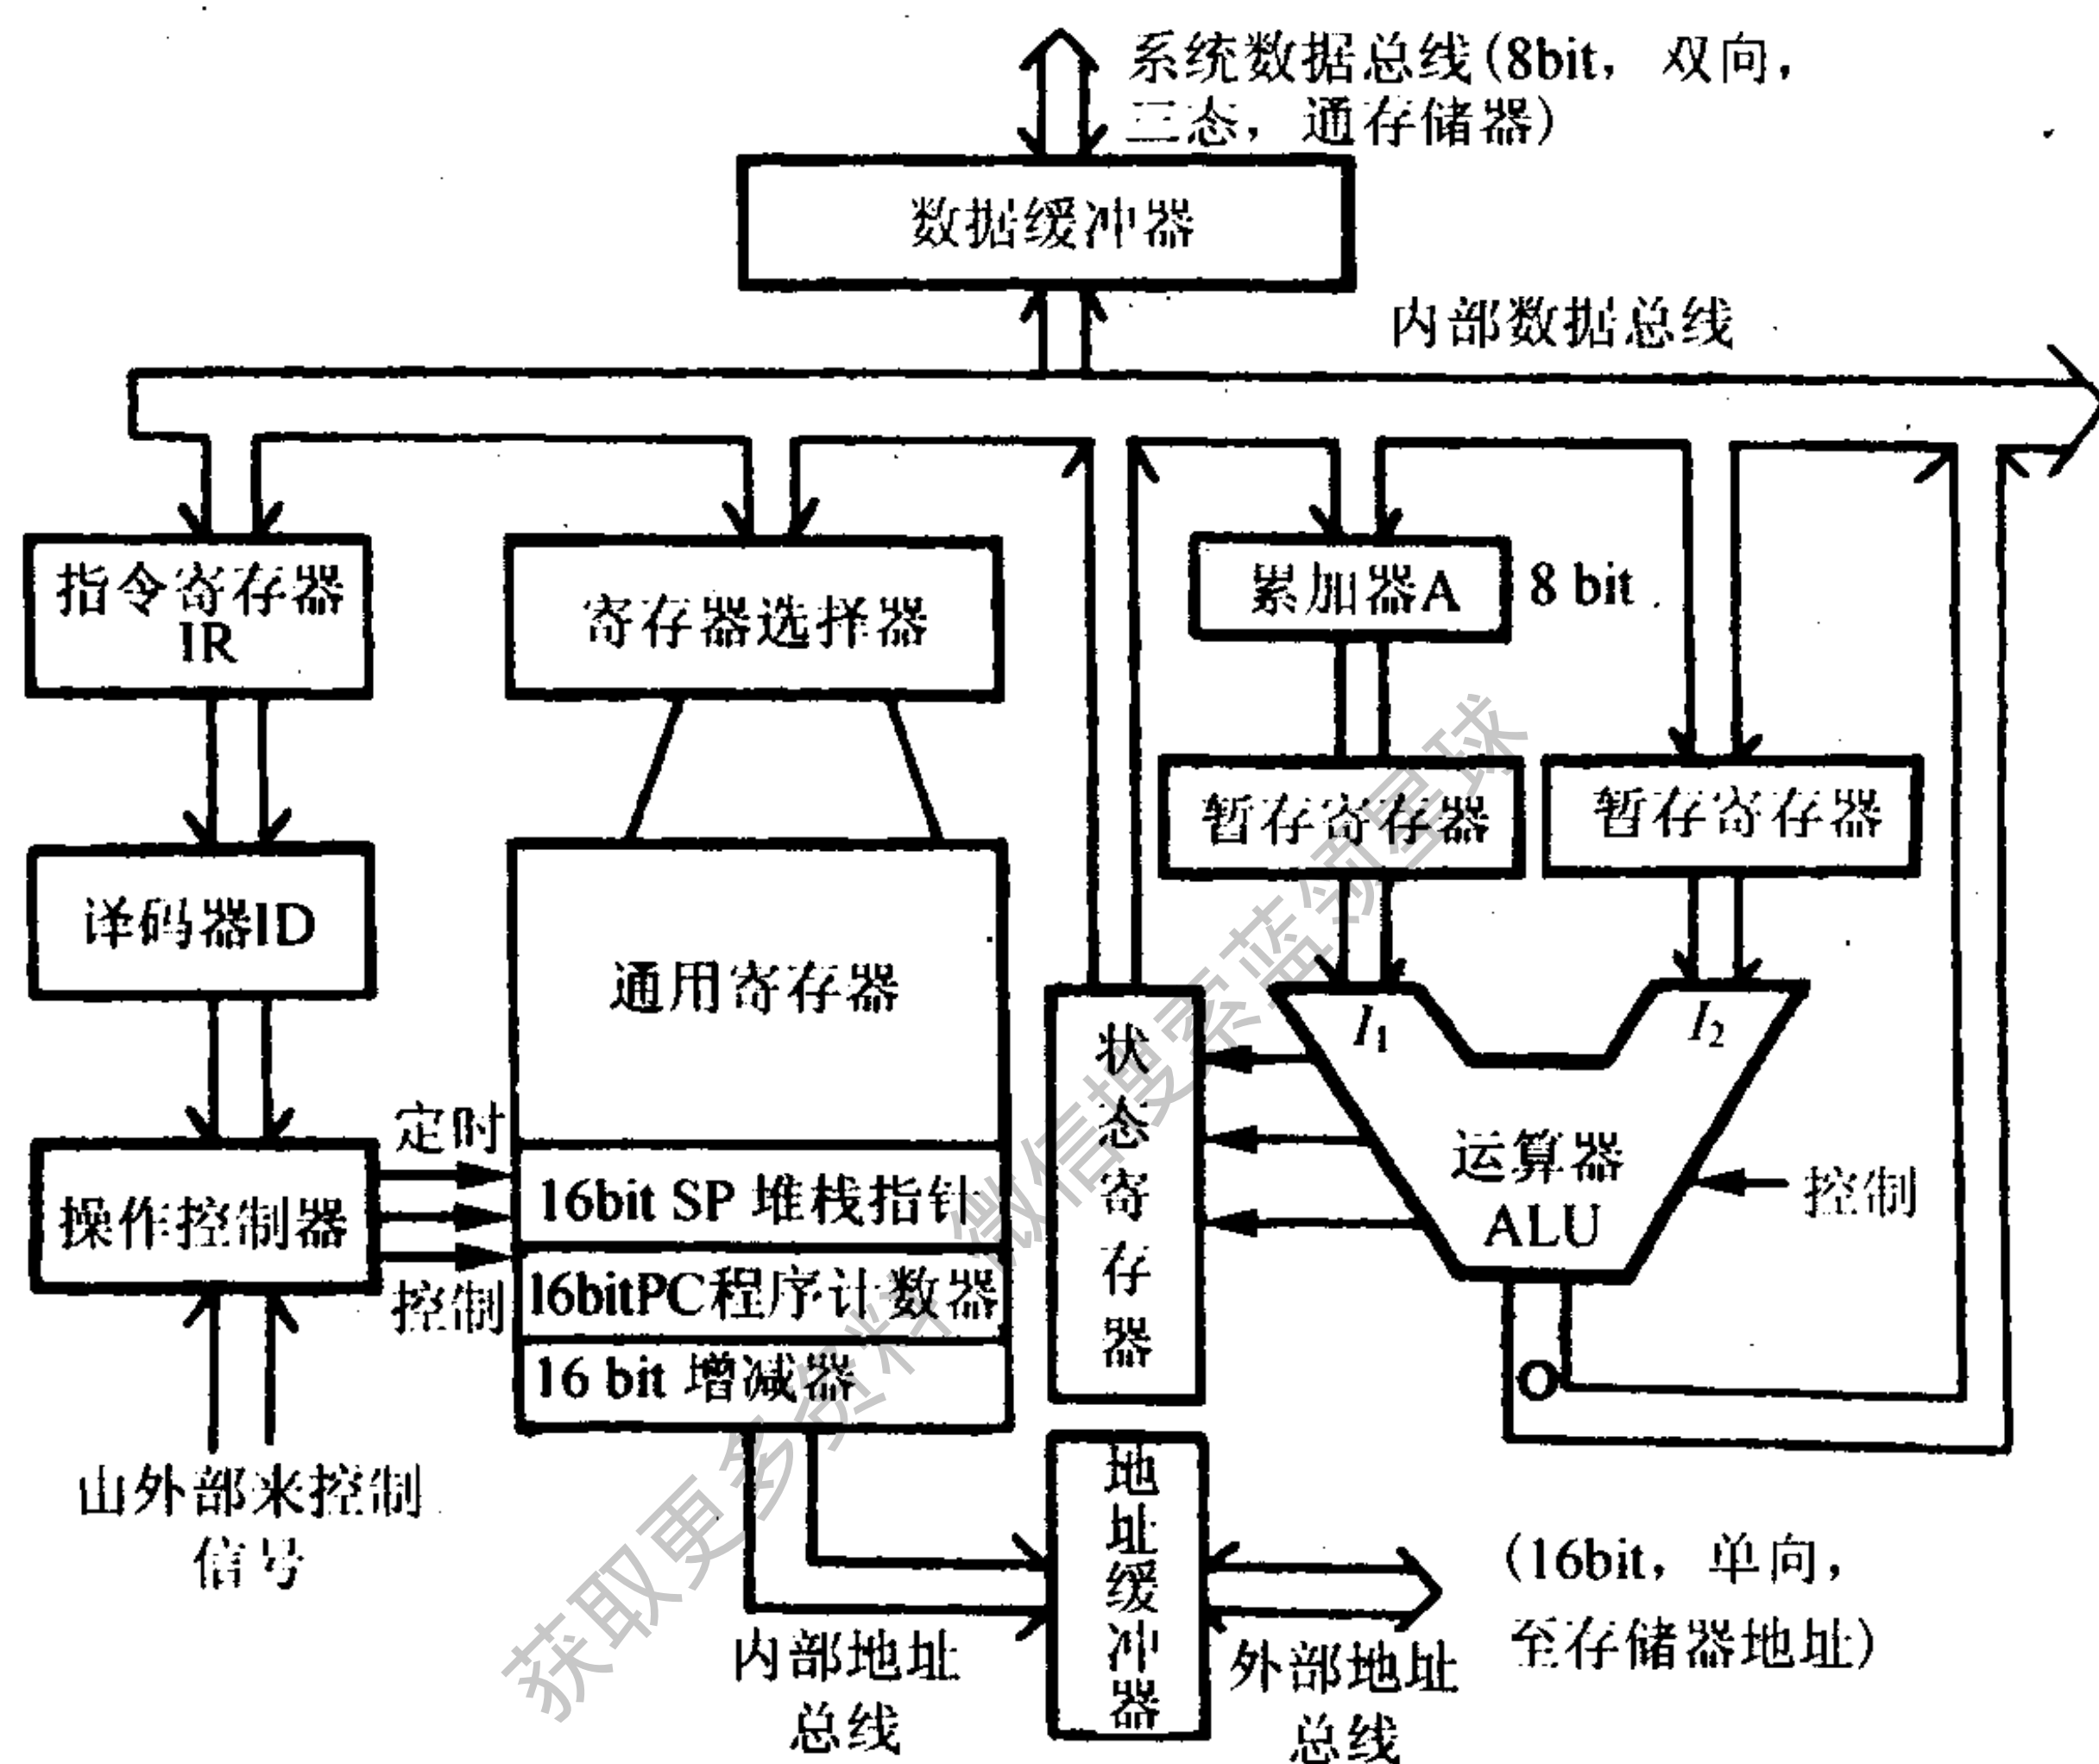 系统数据总线(8bit，双向，
三态，通存储器)
数据缓冲器
内部数据总线
指令寄存器
IR
寄存器选择器
累加器A
8 bit
暂存寄存器
暂存寄存器
译码器ID
通用寄存器
I1
I2
状态寄存器
运算器
ALU
控制
定时
操作控制器
控制
16bit SP 堆栈指针
16bitPC程序计数器
16 bit 增减器
O
由外部来控制
信号
地址缓冲器
内部地址
总线
外部地址
总线
(16bit，单向，
至存储器地址)
获取更多资料 微信搜索蓝领星球